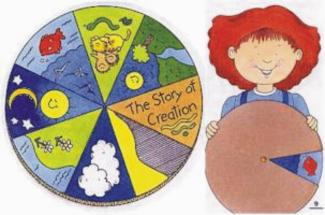 The Story of
Creation